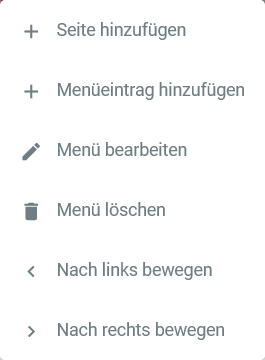 Seite hinzufügen
Menüeintrag hinzufügen
Menü bearbeiten
Menü löschen
Nach links bewegen
Nach rechts bewegen